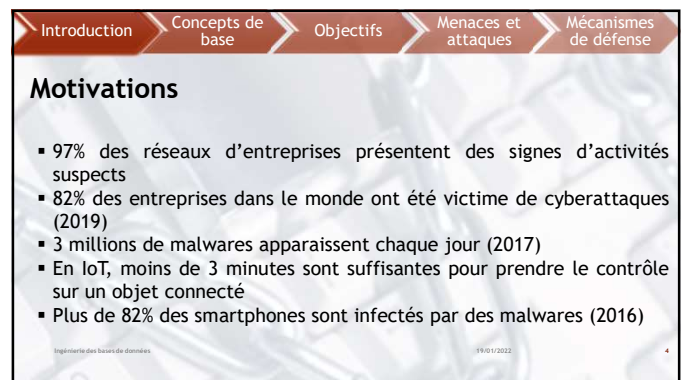 Introduction
Concepts de
base
Objectifs
Menaces et
attaques
Mécanismes
de défense
Motivations
▪ 97% des réseaux d'entreprises présentent des signes d'activités
suspects
▪ 82% des entreprises dans le monde ont été victime de cyberattaques
(2019)
▪ 3 millions de malwares apparaissent chaque jour (2017)
▪ En IoT, moins de 3 minutes sont suffisantes pour prendre le contrôle
sur un objet connecté
▪ Plus de 82% des smartphones sont infectés par des malwares (2016)
Ingénierie des bases de données
19/01/2022
4